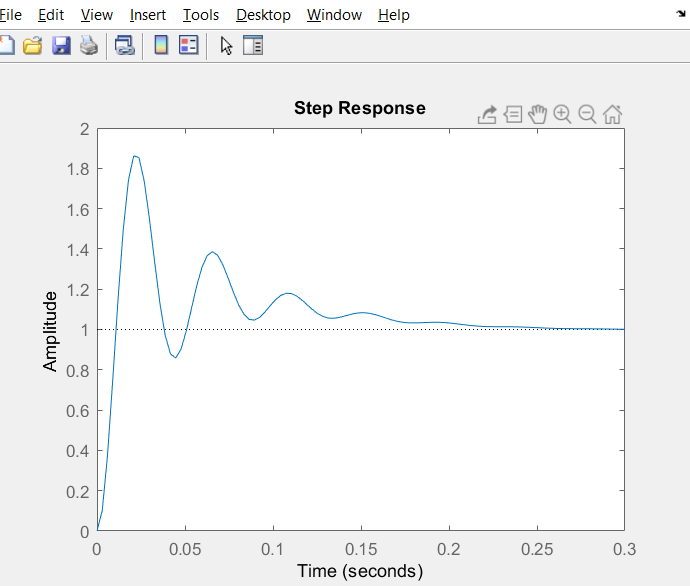 File Edit View Insert Tools Desktop Window Help
Step Response
2
1.8
1.6
1.4
1.2
1
0.8
0.6
0.4
0.2
0
Amplitude
0 0.05 0.1 0.15 0.2 0.25 0.3
Time (seconds)